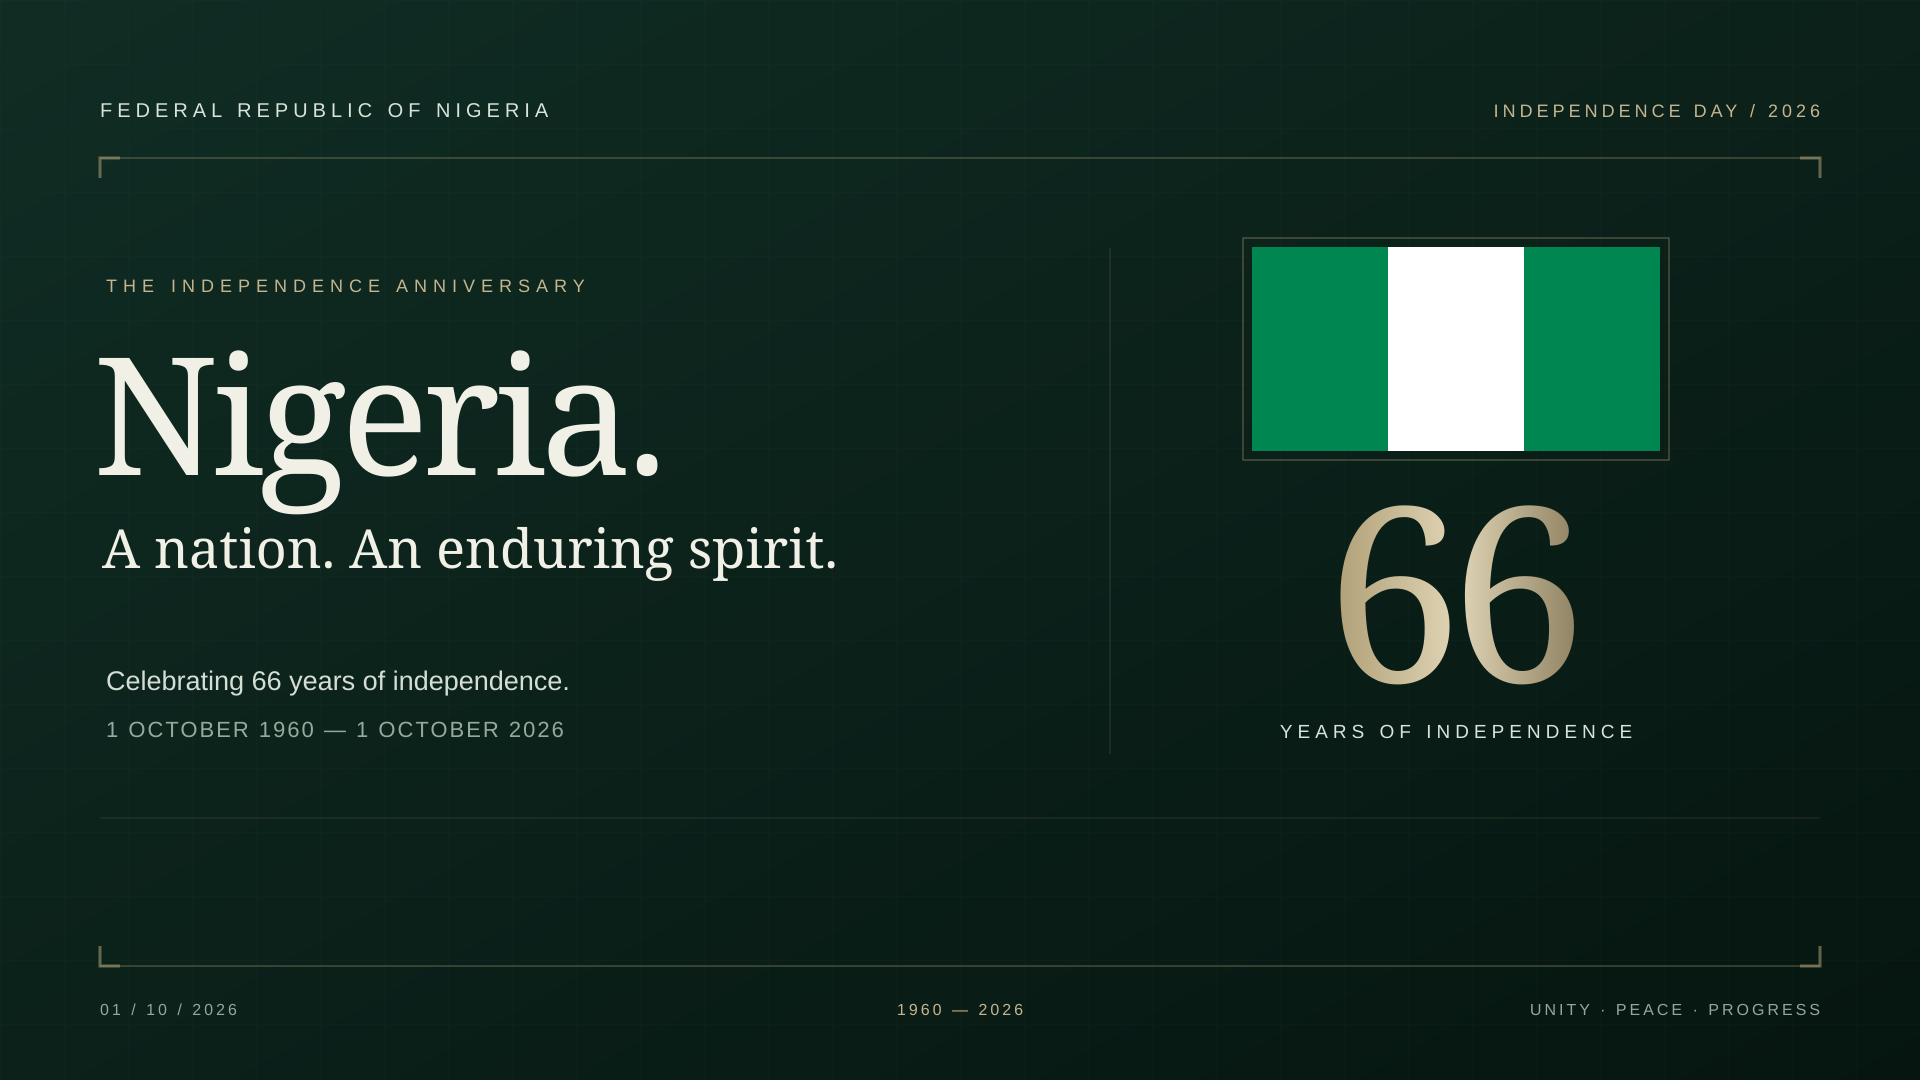 FEDERAL REPUBLIC OF NIGERIA
INDEPENDENCE DAY / 2026
THE INDEPENDENCE ANNIVERSARY
Nigeria.
A nation. An enduring spirit.
Celebrating 66 years of independence.
1 OCTOBER 1960 — 1 OCTOBER 2026
66
YEARS OF INDEPENDENCE
01 / 10 / 2026
1960 — 2026
UNITY · PEACE · PROGRESS